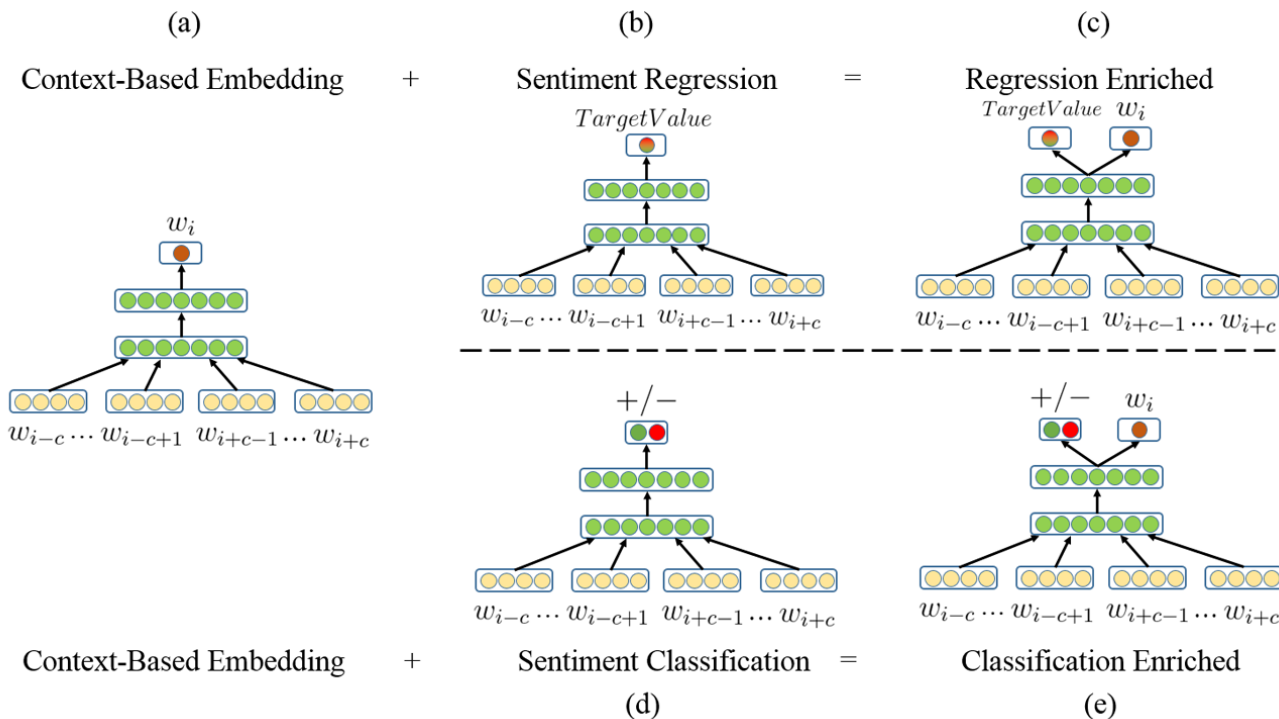 (a) (b) (c)
Context-Based Embedding + Sentiment Regression = Regression Enriched
TargetValue TargetValue w_i
w_i
w_{i-c} ... w_{i-c+1} w_{i+c-1} ... w_{i+c} w_{i-c} ... w_{i-c+1} w_{i+c-1} ... w_{i+c}
+/− +/− w_i
w_{i-c} ... w_{i-c+1} w_{i+c-1} ... w_{i+c}
w_{i-c} ... w_{i-c+1} w_{i+c-1} ... w_{i+c} w_{i-c} ... w_{i-c+1} w_{i+c-1} ... w_{i+c}
Context-Based Embedding + Sentiment Classification = Classification Enriched
(d) (e)